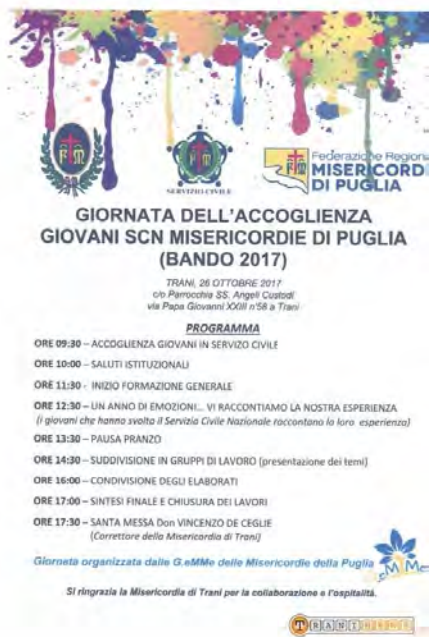 F M
F M
SERVIZIO CIVILE
F M
Federazione Regional
MISERICORDI
DI PUGLIA
GIORNATA DELL'ACCOGLIENZA
GIOVANI SCN MISERICORDIE DI PUGLIA
(BANDO 2017)
TRANI, 26 OTTOBRE 2017
c/o Parrocchia SS. Angeli Custodi
via Papa Giovanni XXIII n°58 a Trani
PROGRAMMA
ORE 09:30 – ACCOGLIENZA GIOVANI IN SERVIZO CIVILE
ORE 10:00 – SALUTI ISTITUZIONALI
ORE 11:30 - INIZIO FORMAZIONE GENERALE
ORE 12:30 – UN ANNO DI EMOZIONI... VI RACCONTIAMO LA NOSTRA ESPERIENZA
(i giovani che hanno svolto il Servizio Civile Nazionale raccontano la loro esperienza)
ORE 13:30 – PAUSA PRANZO
ORE 14:30 – SUDDIVISIONE IN GRUPPI DI LAVORO (presentazione dei temi)
ORE 16:00 – CONDIVISIONE DEGLI ELABORATI
ORE 17:00 – SINTESI FINALE E CHIUSURA DEI LAVORI
ORE 17:30 – SANTA MESSA Don VINCENZO DE CEGLIE
(Correttore della Misericordia di Trani)
Giornata organizzata dalle G.eMMe delle Misericordie della Puglia
eMMe
Si ringrazia la Misericordia di Trani per la collaborazione e l'ospitalità.
TRANI